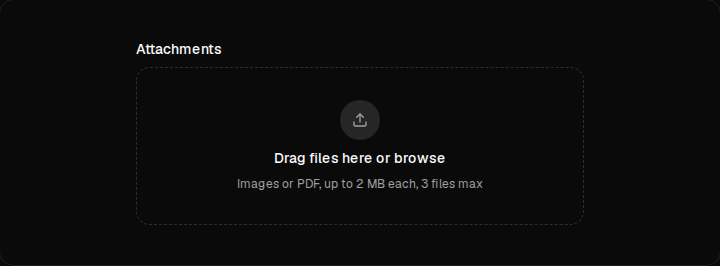 Attachments
Drag files here or browse
Images or PDF, up to 2 MB each, 3 files max